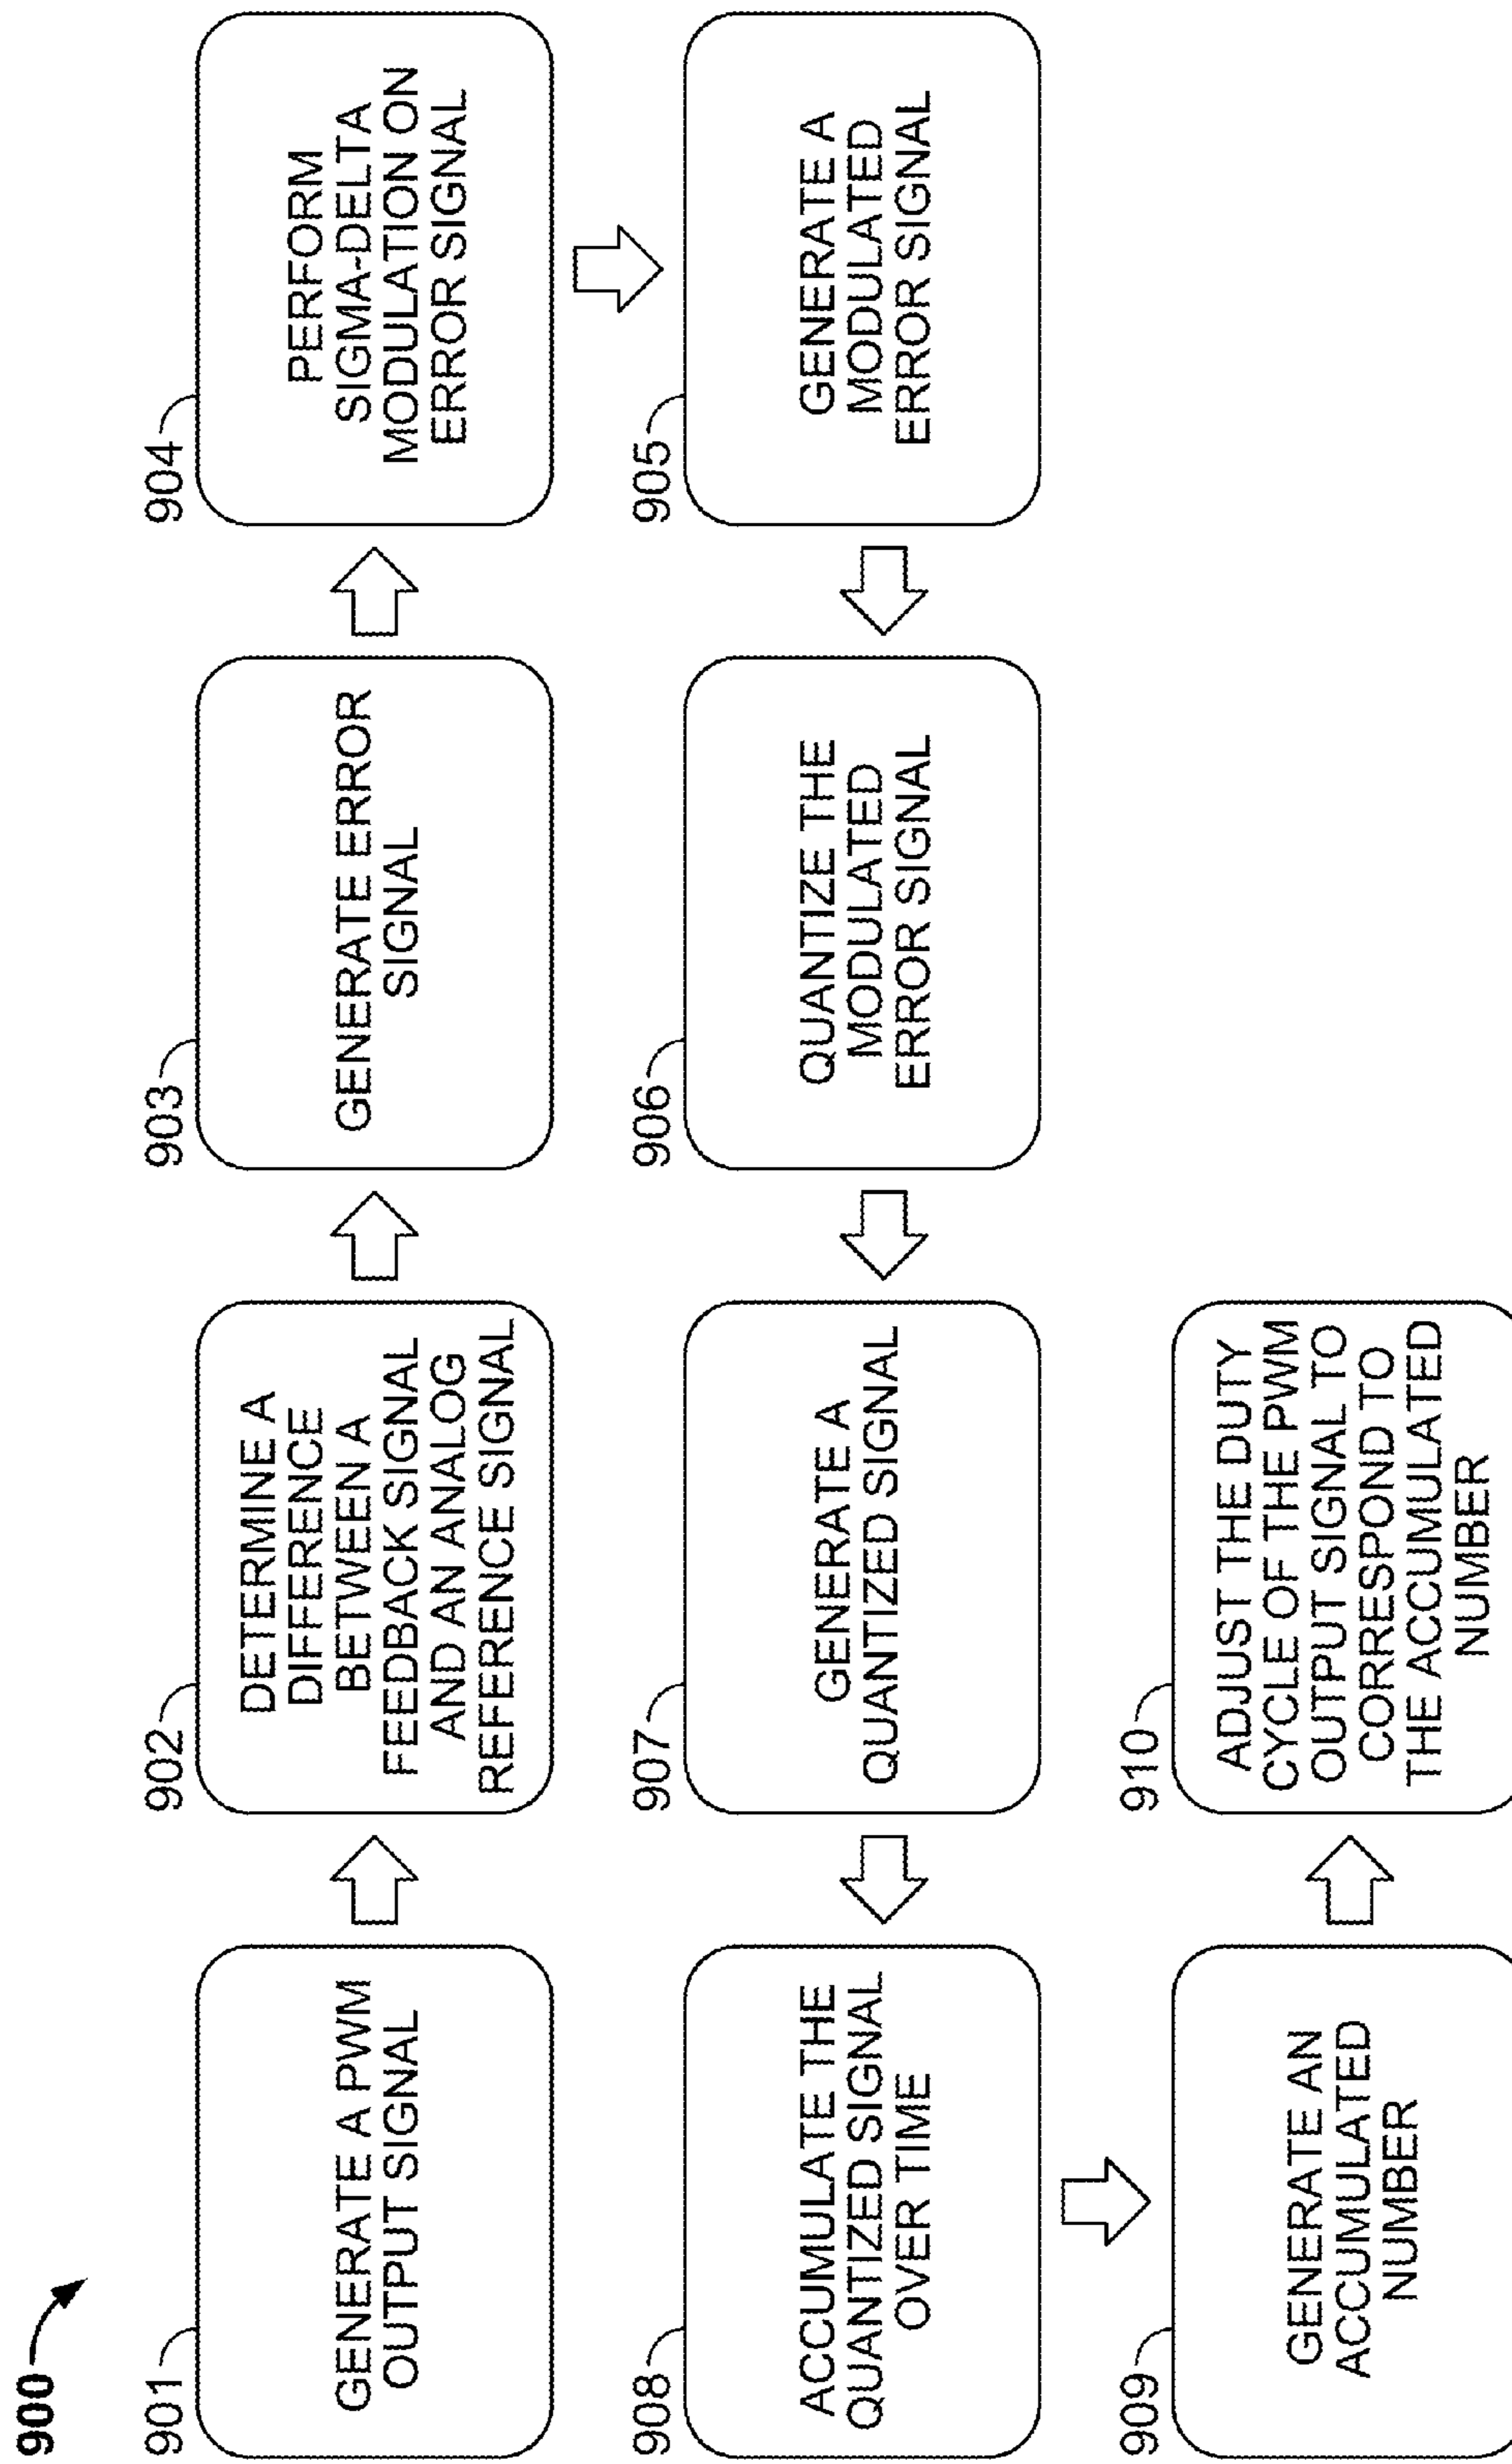 900
901
GENERATE A PWM
OUTPUT SIGNAL
902
DETERMINE A
DIFFERENCE
BETWEEN A
FEEDBACK SIGNAL
AND AN ANALOG
REFERENCE SIGNAL
903
GENERATE ERROR
SIGNAL
904
PERFORM
SIGMA-DELTA
MODULATION ON
ERROR SIGNAL
905
GENERATE A
MODULATED
ERROR SIGNAL
906
QUANTIZE THE
MODULATED
ERROR SIGNAL
907
GENERATE A
QUANTIZED SIGNAL
908
ACCUMULATE THE
QUANTIZED SIGNAL
OVER TIME
909
GENERATE AN
ACCUMULATED
NUMBER
910
ADJUST THE DUTY
CYCLE OF THE PWM
OUTPUT SIGNAL TO
CORRESPOND TO
THE ACCUMULATED
NUMBER